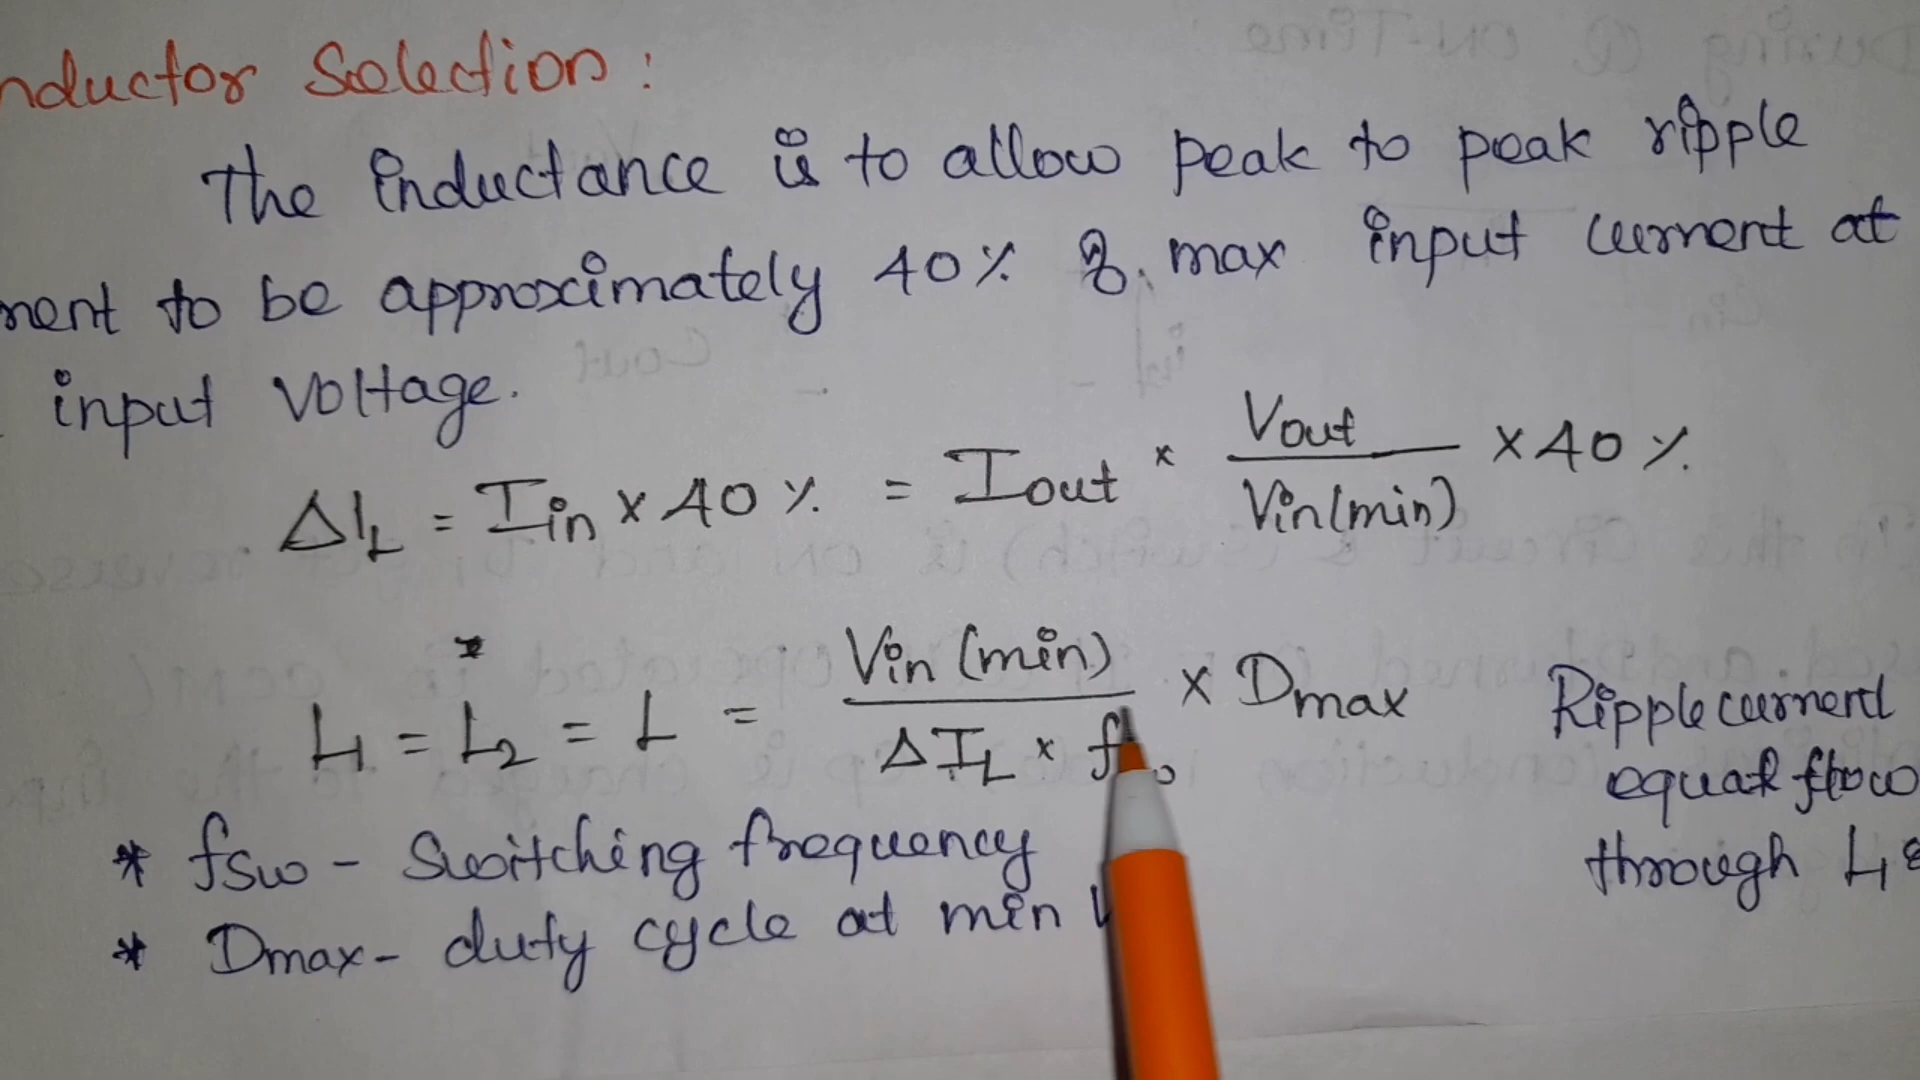 nductor Selection :
The inductance is to allow peak to peak ripple
rent to be approximately 40% of max input current at
input voltage.
ΔIL = Iin x 40 % = Iout x Vout / Vin(min) x 40 %
L1 = L2 = L = Vin (min) / ΔIL x f x Dmax
Ripple current
equal flow
through L1 &
* fsw - Switching frequency
* Dmax - duty cycle at min